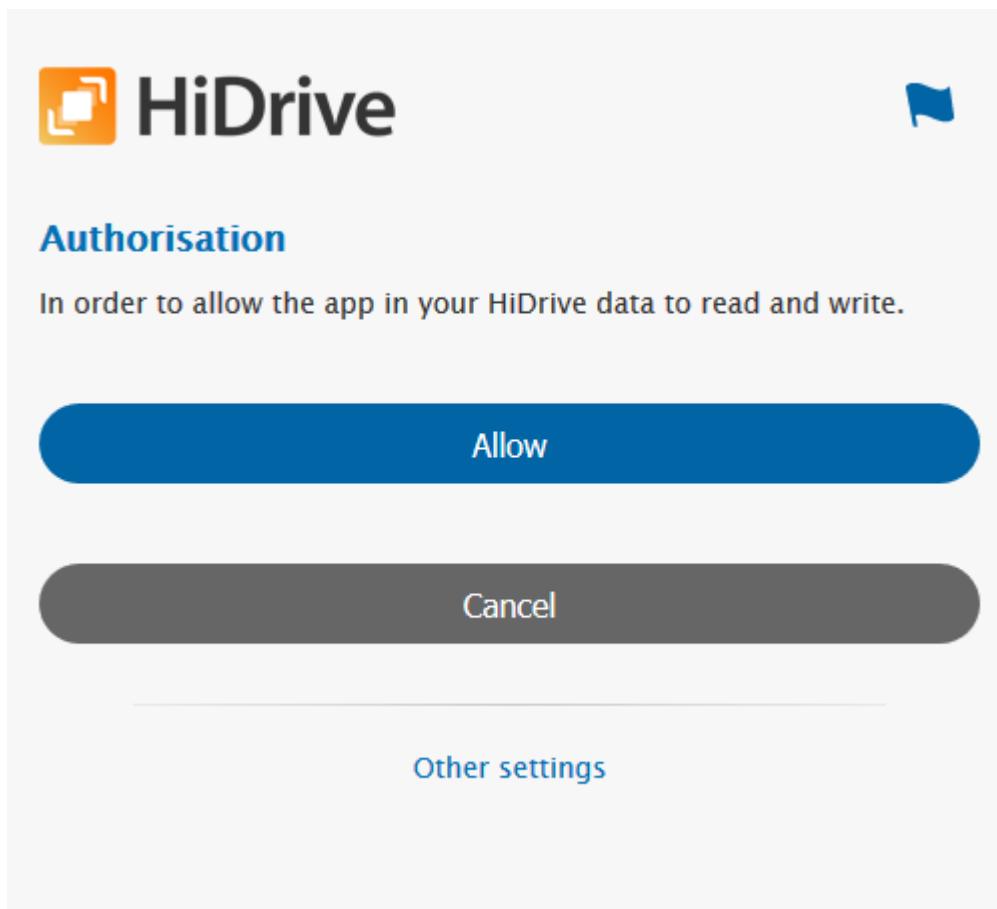 HiDrive
Authorisation
In order to allow the app in your HiDrive data to read and write.
Allow
Cancel
Other settings